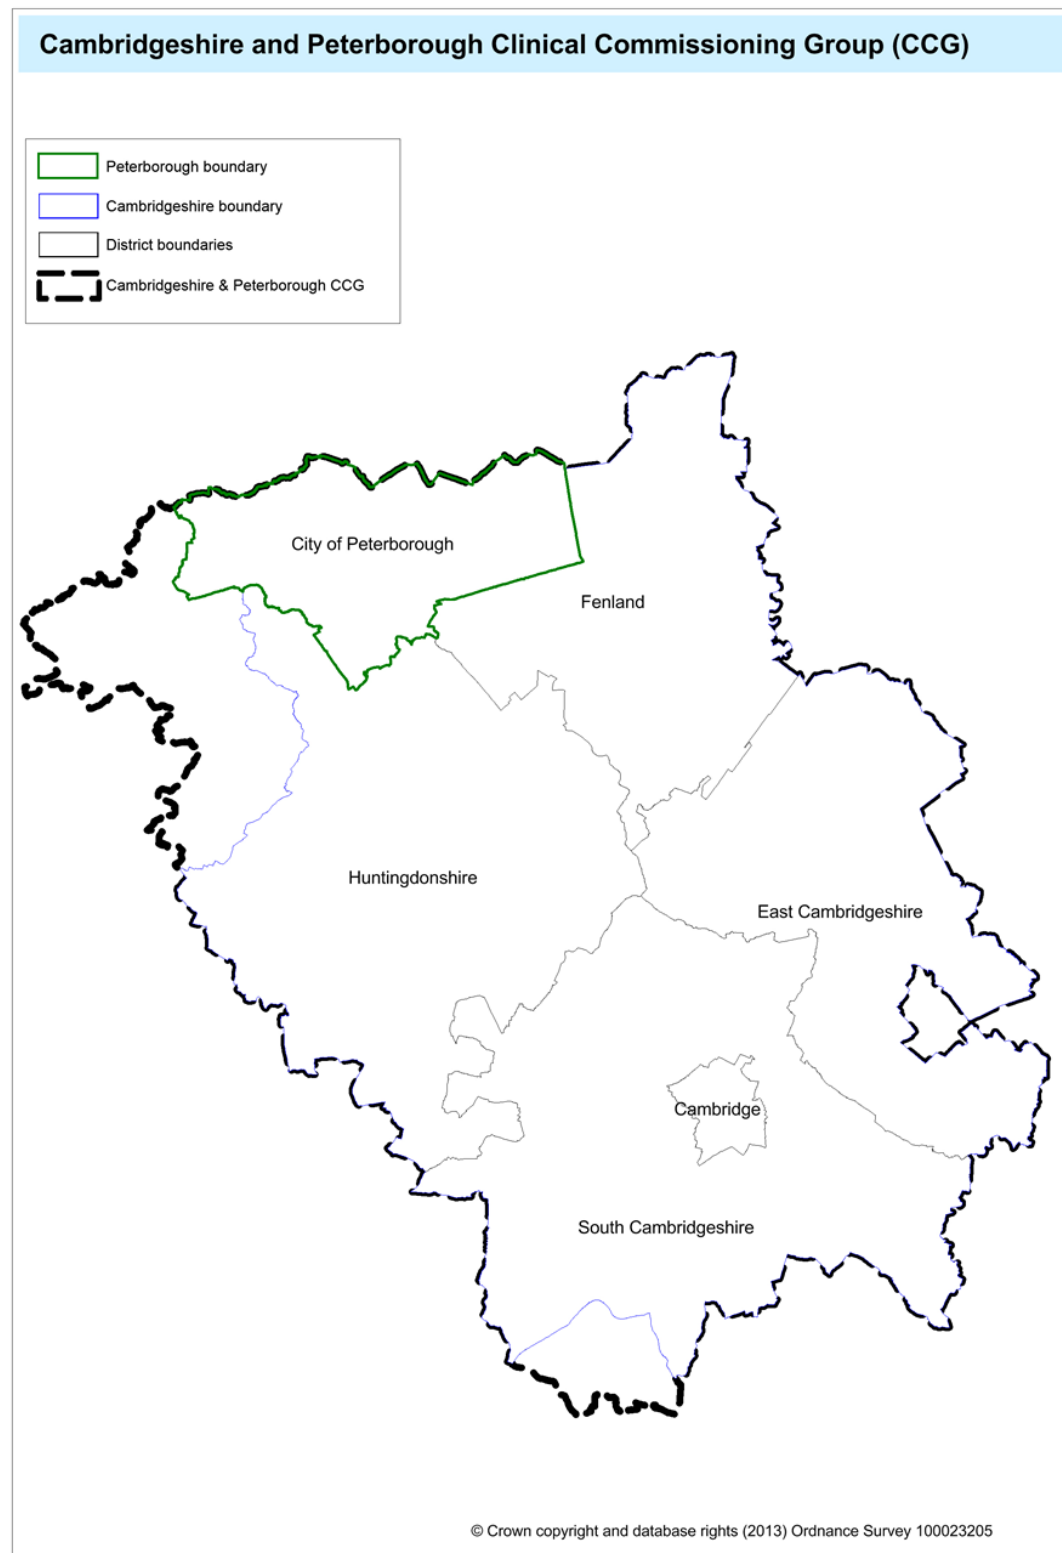 Cambridgeshire and Peterborough Clinical Commissioning Group (CCG)
Peterborough boundary
Cambridgeshire boundary
District boundaries
Cambridgeshire & Peterborough CCG
City of Peterborough
Fenland
Huntingdonshire
East Cambridgeshire
Cambridge
South Cambridgeshire
© Crown copyright and database rights (2013) Ordnance Survey 100023205